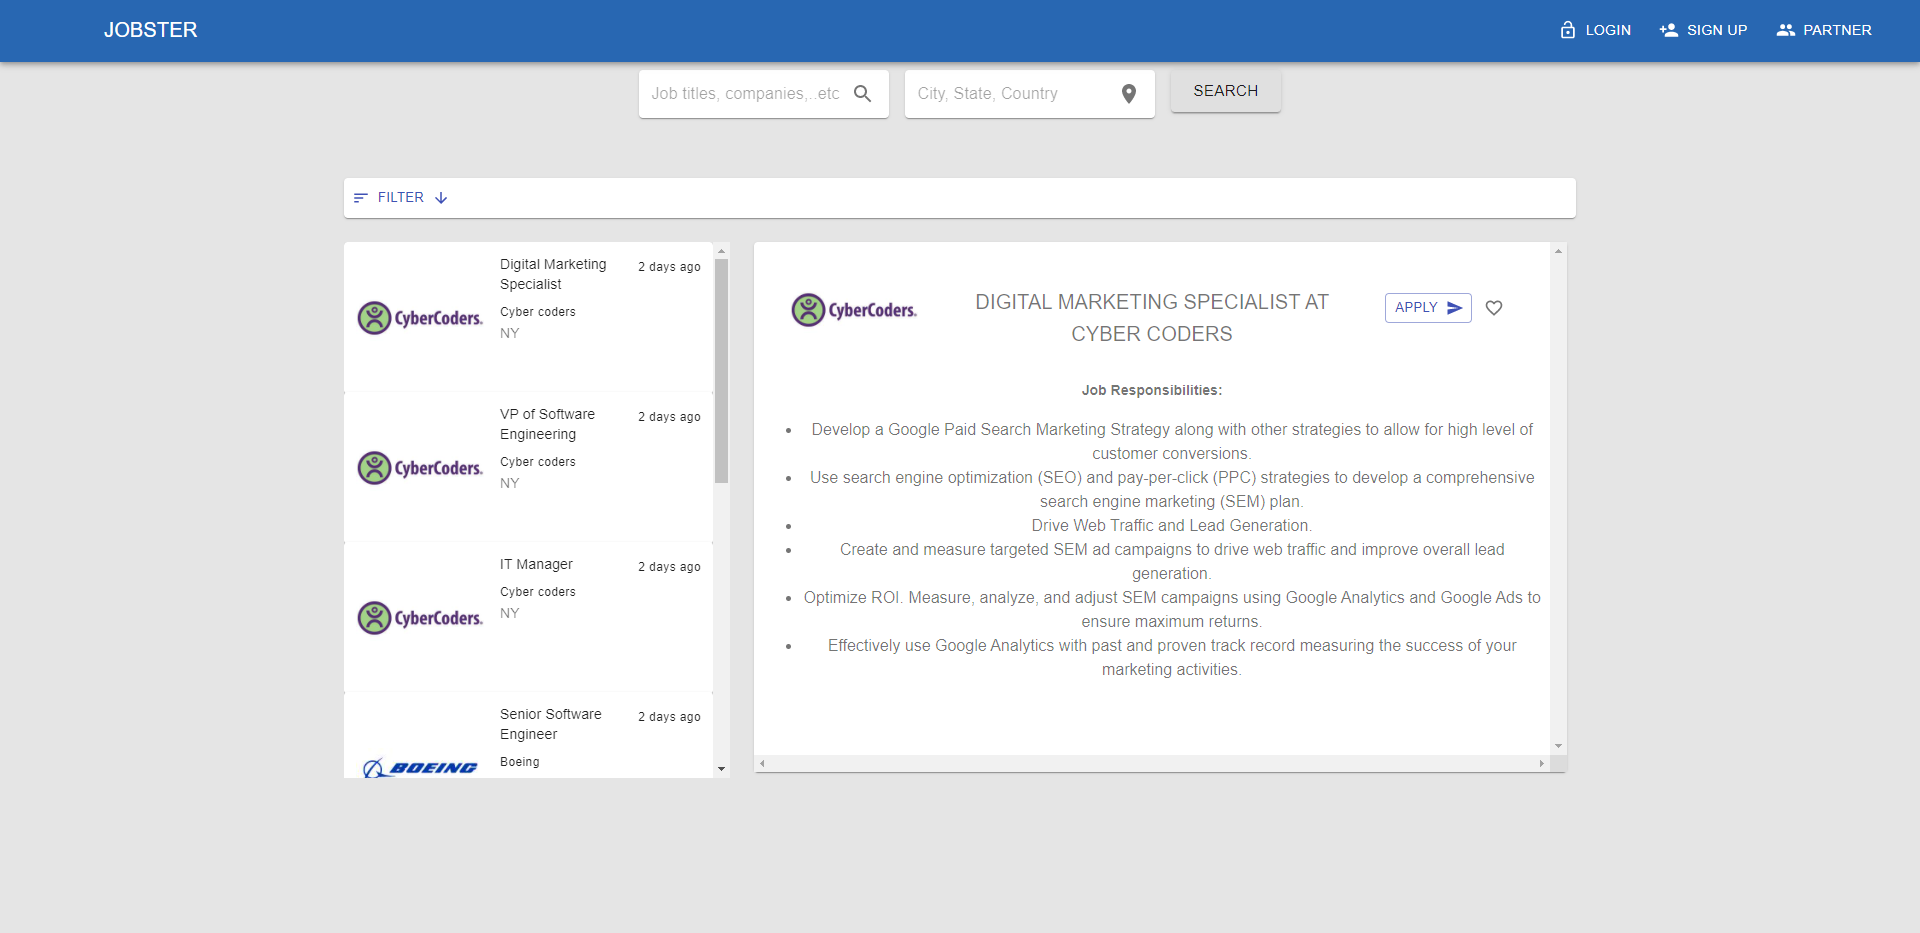 JOBSTER
LOGIN
SIGN UP
PARTNER
Job titles, companies,..etc
City, State, Country
SEARCH
FILTER
CyberCoders.
Digital Marketing
Specialist
Cyber coders
NY
2 days ago
CyberCoders.
VP of Software
Engineering
Cyber coders
NY
2 days ago
CyberCoders.
IT Manager
Cyber coders
NY
2 days ago
BOEING
Senior Software
Engineer
Boeing
2 days ago
CyberCoders.
DIGITAL MARKETING SPECIALIST AT
CYBER CODERS
APPLY
Job Responsibilities:
• Develop a Google Paid Search Marketing Strategy along with other strategies to allow for high level of
customer conversions.
• Use search engine optimization (SEO) and pay-per-click (PPC) strategies to develop a comprehensive
search engine marketing (SEM) plan.
• Drive Web Traffic and Lead Generation.
• Create and measure targeted SEM ad campaigns to drive web traffic and improve overall lead
generation.
• Optimize ROI. Measure, analyze, and adjust SEM campaigns using Google Analytics and Google Ads to
ensure maximum returns.
• Effectively use Google Analytics with past and proven track record measuring the success of your
marketing activities.